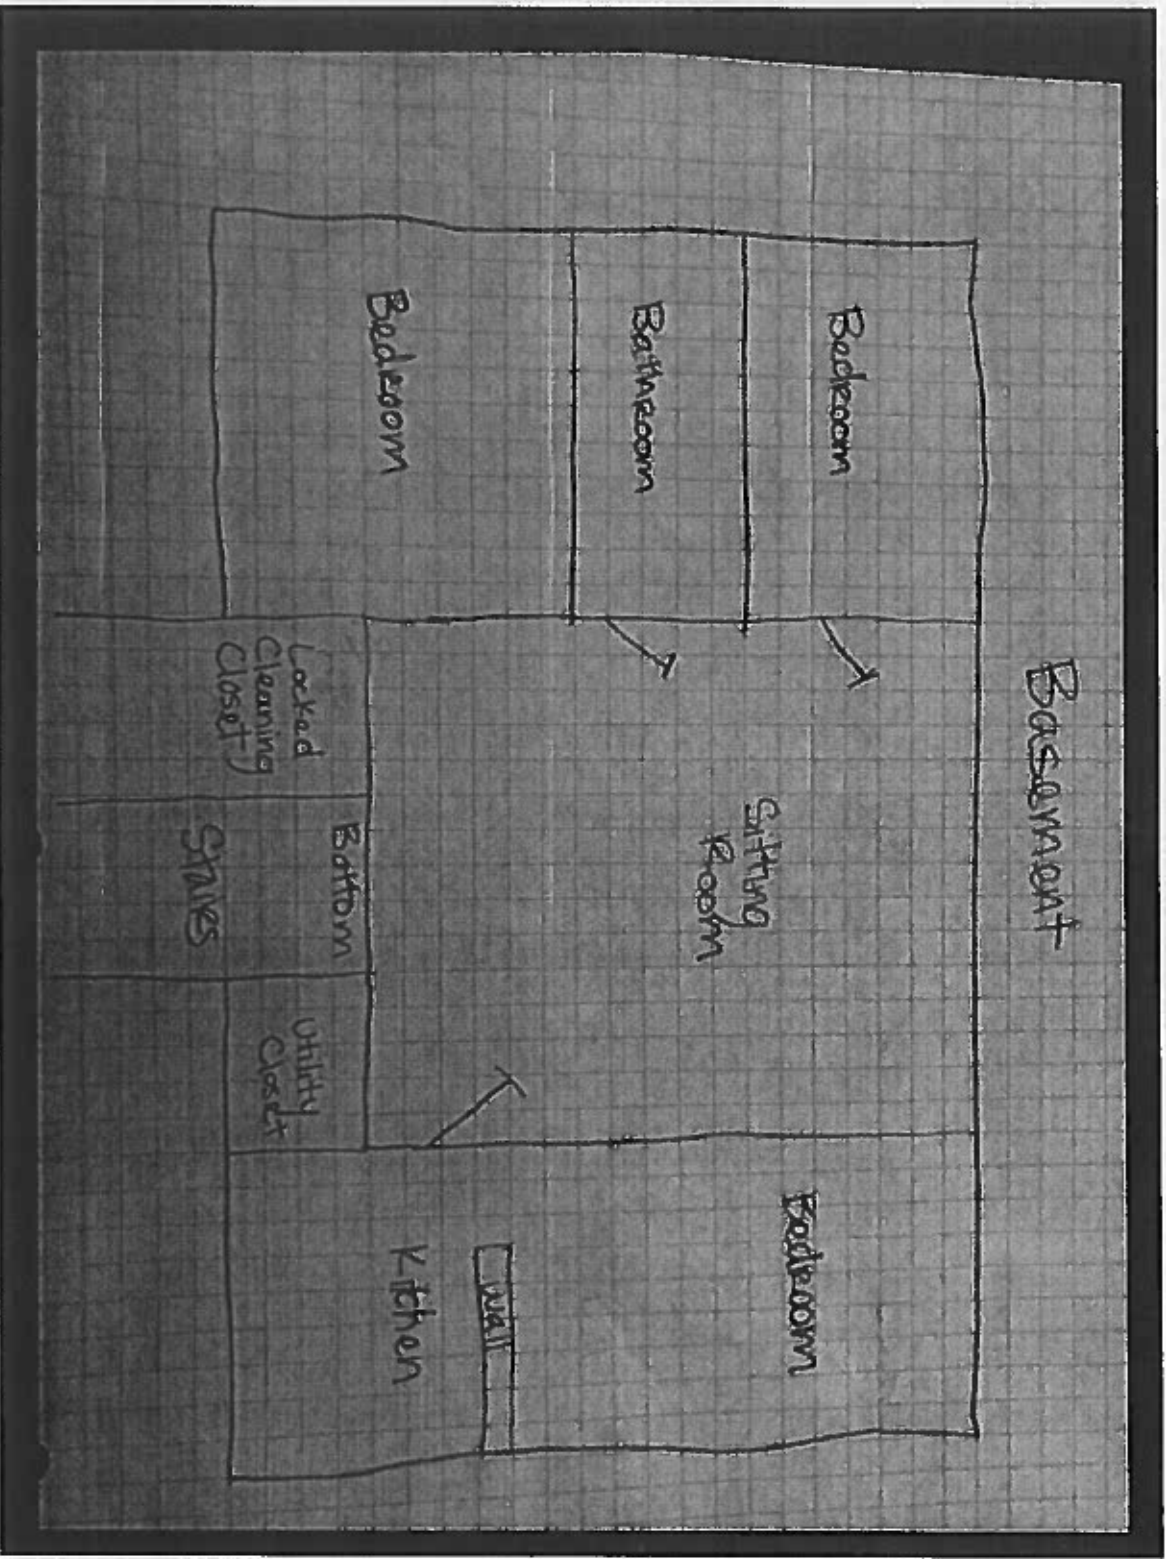 Basement
Bedroom
Sitting
Room
Bedroom
Bathroom
Bedroom
wall
Kitchen
Locked
Cleaning
Closet
Bottom
Stairs
Utility
Closet